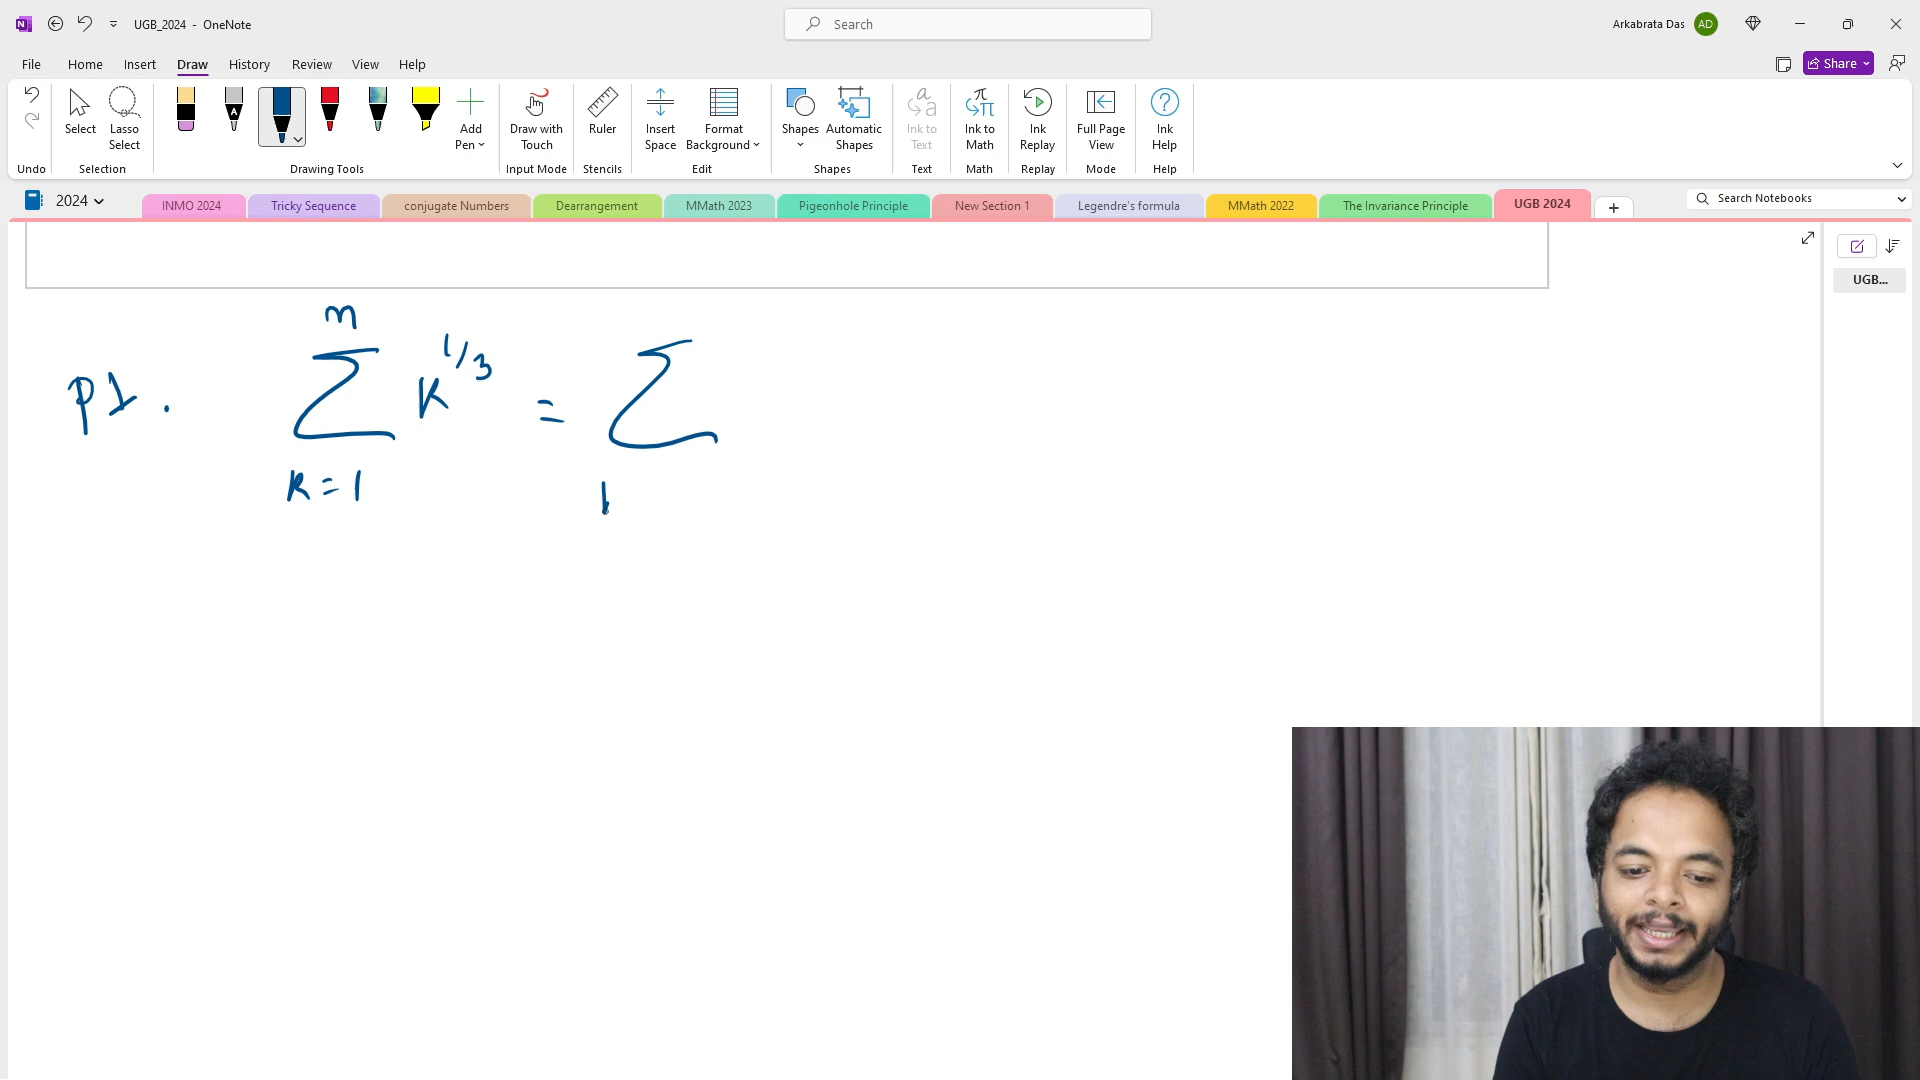 UGB_2024 - OneNote
Search
Arkabrata Das AD
File Home Insert Draw History Review View Help
Share
Select
Lasso Select
Add Pen
Draw with Touch
Ruler
Insert Space
Format Background
Shapes
Automatic Shapes
Ink to Text
Ink to Math
Ink Replay
Full Page View
Ink Help
Undo Selection Drawing Tools Input Mode Stencils Edit Shapes Text Math Replay Mode Help
2024 INMO 2024 Tricky Sequence conjugate Numbers Dearrangement MMath 2023 Pigeonhole Principle New Section 1 Legendre's formula MMath 2022 The Invariance Principle UGB 2024 + Search Notebooks
UGB...
n
P1. ∑ k^1/3 = ∑
k = 1